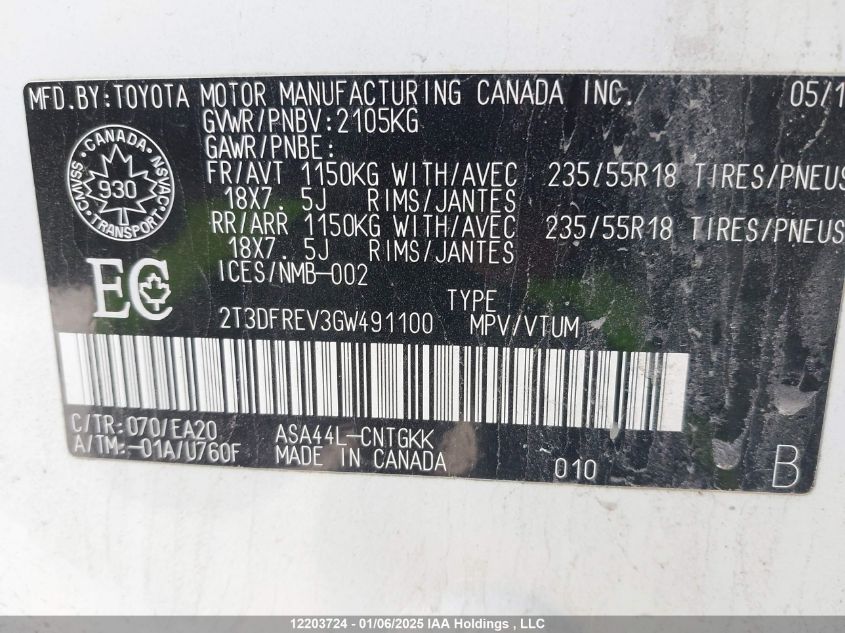 MFD.BY:TOYOTA MOTOR MANUFACTURING CANADA INC. 05/1
GVWR/PNBV:2105KG
GAWR/PNBE:
FR/AVT 1150KG WITH/AVEC 235/55R18 TIRES/PNEUS
18X7.5J RIMS/JANTES
RR/ARR 1150KG WITH/AVEC 235/55R18 TIRES/PNEUS
18X7.5J RIMS/JANTES
ICES/NMB-002
CANADA
CMVSS
930
NSVAC
TRANSPORT
EC
TYPE
2T3DFREV3GW491100 MPV/VTUM
C/TR:070/EA20 ASA44L-CNTGKK
A/TM:-01A/U760F MADE IN CANADA 010 B
12203724 - 01/06/2025 IAA Holdings , LLC